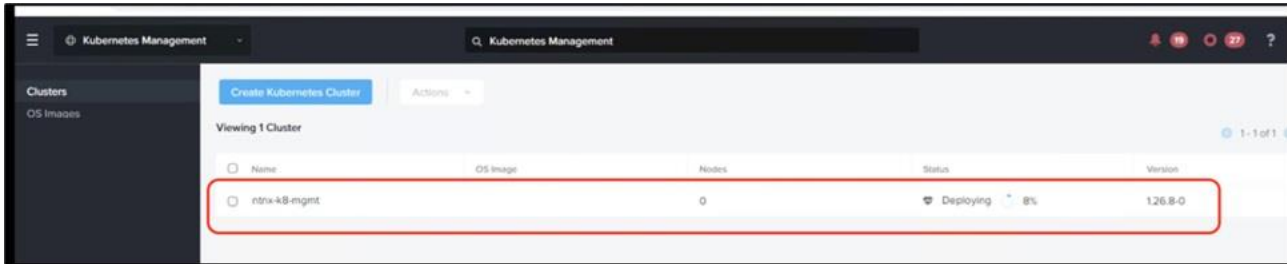 Kubernetes Management Kubernetes Management 19 27 ?
Clusters
OS Images
Create Kubernetes Cluster Actions
Viewing 1 Cluster
1-1 of 1
Name OS Image Nodes Status Version
ntnx-k8-mgmt 0 Deploying 8% 1.26.8-0